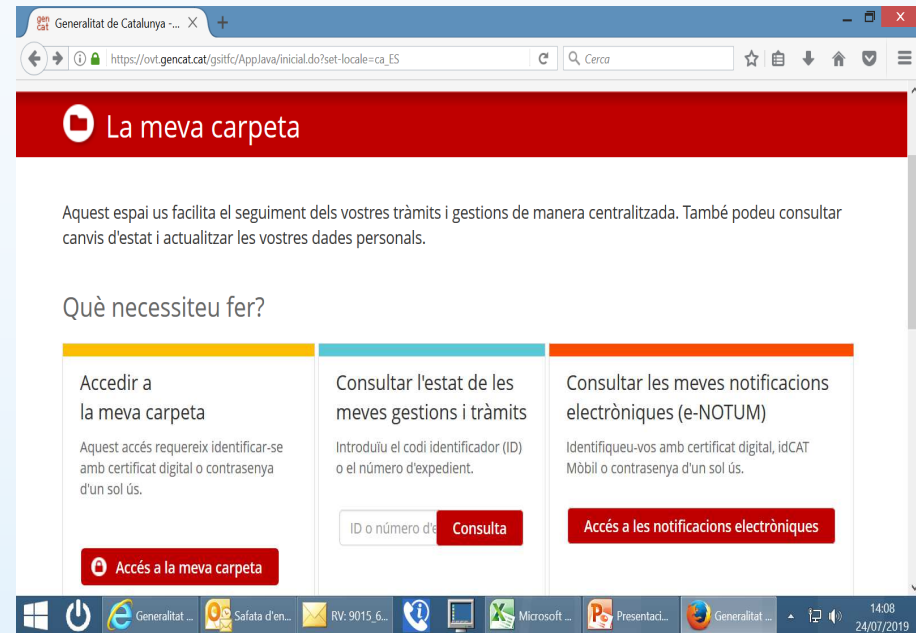 gen
cat
Generalitat de Catalunya -...
https://ovt.gencat.cat/gsitfc/AppJava/inicial.do?set-locale=ca_ES
Cerca
La meva carpeta
Aquest espai us facilita el seguiment dels vostres tràmits i gestions de manera centralitzada. També podeu consultar
canvis d'estat i actualitzar les vostres dades personals.
Què necessiteu fer?
Accedir a
la meva carpeta
Aquest accés requereix identificar-se
amb certificat digital o contrasenya
d'un sol ús.
Accés a la meva carpeta
Consultar l'estat de les
meves gestions i tràmits
Introduïu el codi identificador (ID)
o el número d'expedient.
ID o número d'e
Consulta
Consultar les meves notificacions
electròniques (e-NOTUM)
Identifiqueu-vos amb certificat digital, idCAT
Mòbil o contrasenya d'un sol ús.
Accés a les notificacions electròniques
Generalitat ...
Safata d'en...
RV: 9015_6...
Microsoft ...
Presentaci...
Generalitat ...
14:08
24/07/2019